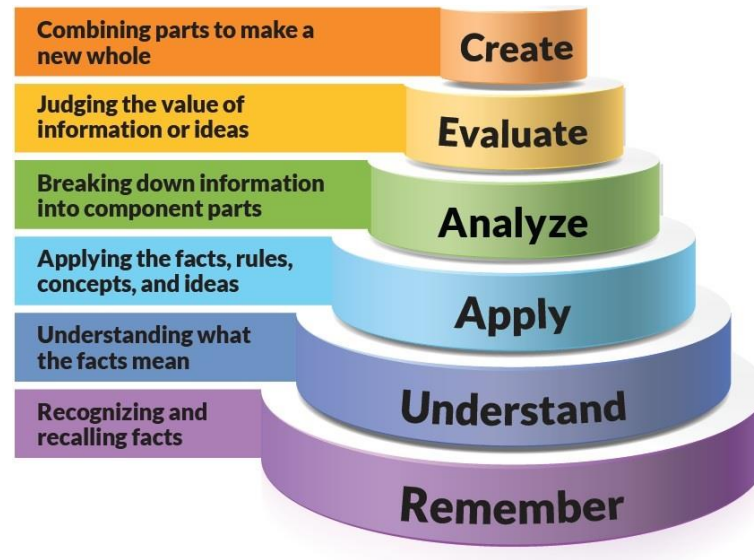 Combining parts to make a
new whole
Create
Judging the value of
information or ideas
Evaluate
Breaking down information
into component parts
Analyze
Applying the facts, rules,
concepts, and ideas
Apply
Understanding what
the facts mean
Understand
Recognizing and
recalling facts
Remember